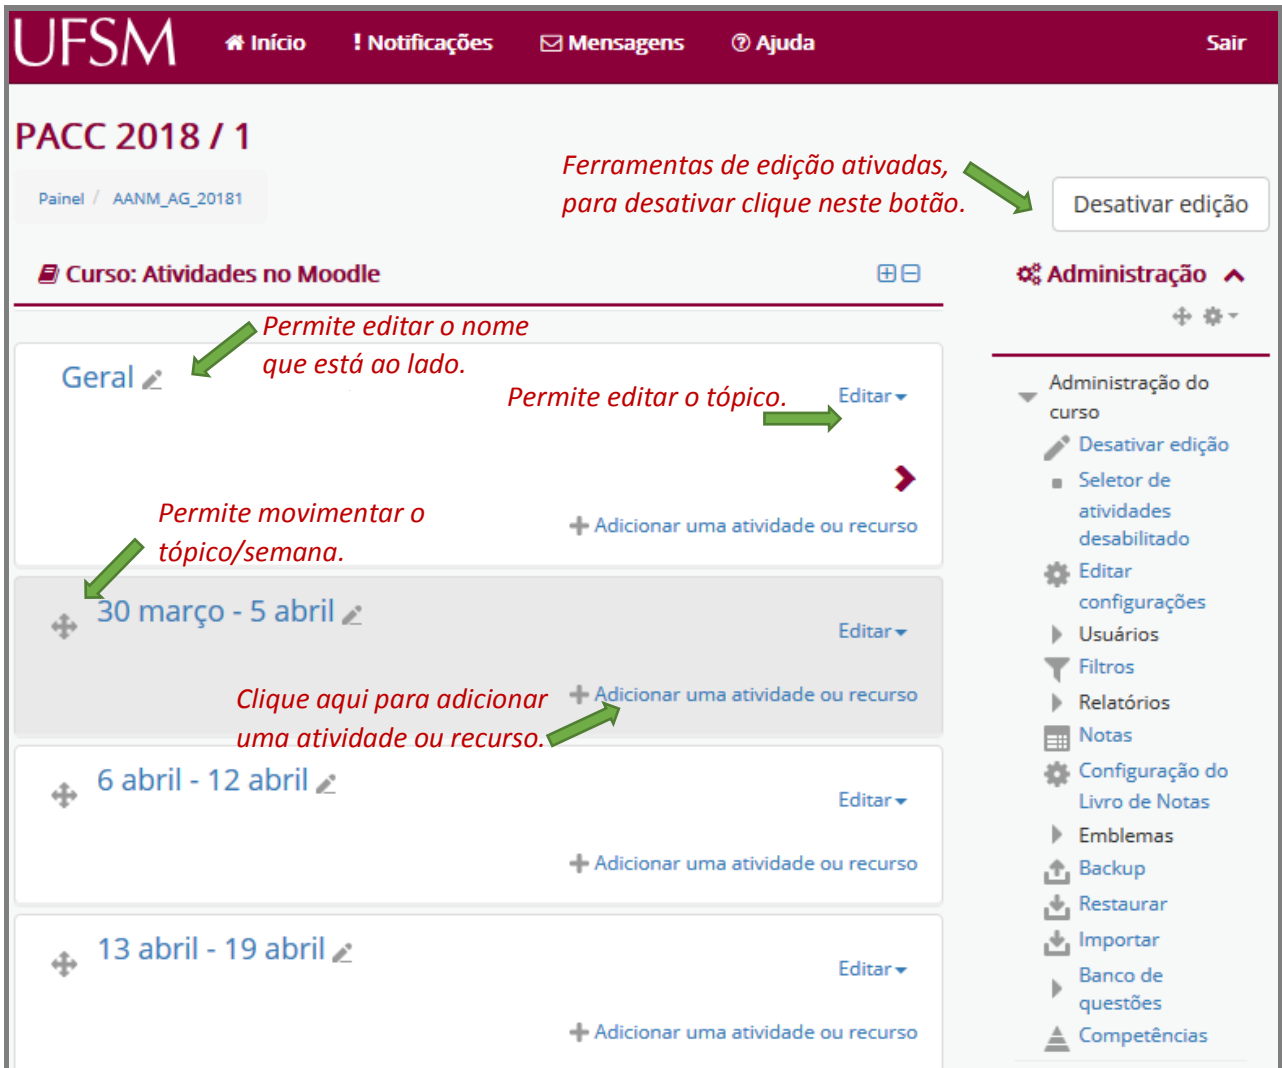 UFSM
Início
! Notificações
Mensagens
Ajuda
Sair
PACC 2018 / 1
Painel / AANM_AG_20181
Ferramentas de edição ativadas,
para desativar clique neste botão.
Desativar edição
Curso: Atividades no Moodle
Permite editar o nome
que está ao lado.
Geral
Permite editar o tópico.
Editar
Adicionar uma atividade ou recurso
Permite movimentar o
tópico/semana.
30 março - 5 abril
Editar
Adicionar uma atividade ou recurso
Clique aqui para adicionar
uma atividade ou recurso.
6 abril - 12 abril
Editar
Adicionar uma atividade ou recurso
13 abril - 19 abril
Editar
Adicionar uma atividade ou recurso
Administração
Administração do
curso
Desativar edição
Seletor de
atividades
desabilitado
Editar
configurações
Usuários
Filtros
Relatórios
Notas
Configuração do
Livro de Notas
Emblemas
Backup
Restaurar
Importar
Banco de
questões
Competências